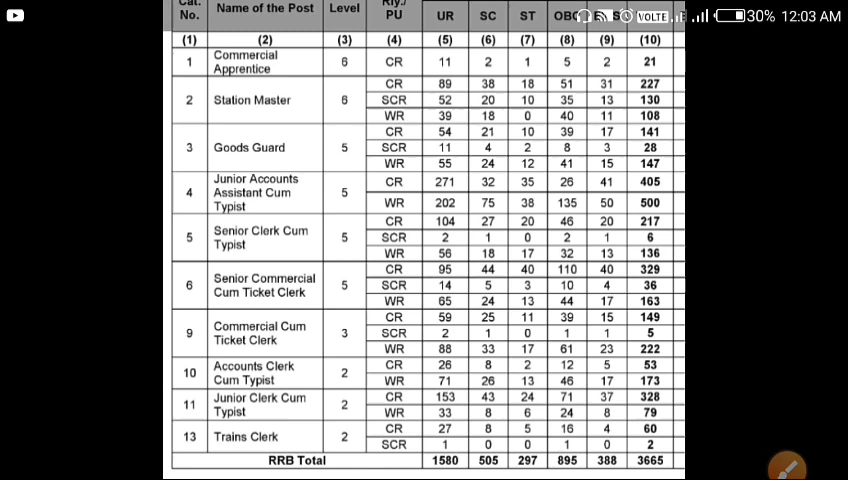 VOLTE 30% 12:03 AM
Cat. No. Name of the Post Level Rly./ PU UR SC ST
(1) (2) (3) (4) (5) (6) (7) (8) (9) (10)
1 Commercial Apprentice 6 CR 11 2 1 5 2 21
2 Station Master 6 CR 89 38 18 51 31 227
SCR 52 20 10 35 13 130
WR 39 18 0 40 11 108
3 Goods Guard 5 CR 54 21 10 39 17 141
SCR 11 4 2 8 3 28
WR 55 24 12 41 15 147
4 Junior Accounts Assistant Cum Typist 5 CR 271 32 35 26 41 405
WR 202 75 38 135 50 500
5 Senior Clerk Cum Typist 5 CR 104 27 20 46 20 217
SCR 2 1 0 2 1 6
WR 56 18 17 32 13 136
6 Senior Commercial Cum Ticket Clerk 5 CR 95 44 40 110 40 329
SCR 14 5 3 10 4 36
WR 65 24 13 44 17 163
9 Commercial Cum Ticket Clerk 3 CR 59 25 11 39 15 149
SCR 2 1 0 1 1 5
WR 88 33 17 61 23 222
10 Accounts Clerk Cum Typist 2 CR 26 8 2 12 5 53
WR 71 26 13 46 17 173
11 Junior Clerk Cum Typist 2 CR 153 43 24 71 37 328
WR 33 8 6 24 8 79
13 Trains Clerk 2 CR 27 8 5 16 4 60
SCR 1 0 0 1 0 2
RRB Total 1580 505 297 895 388 3665